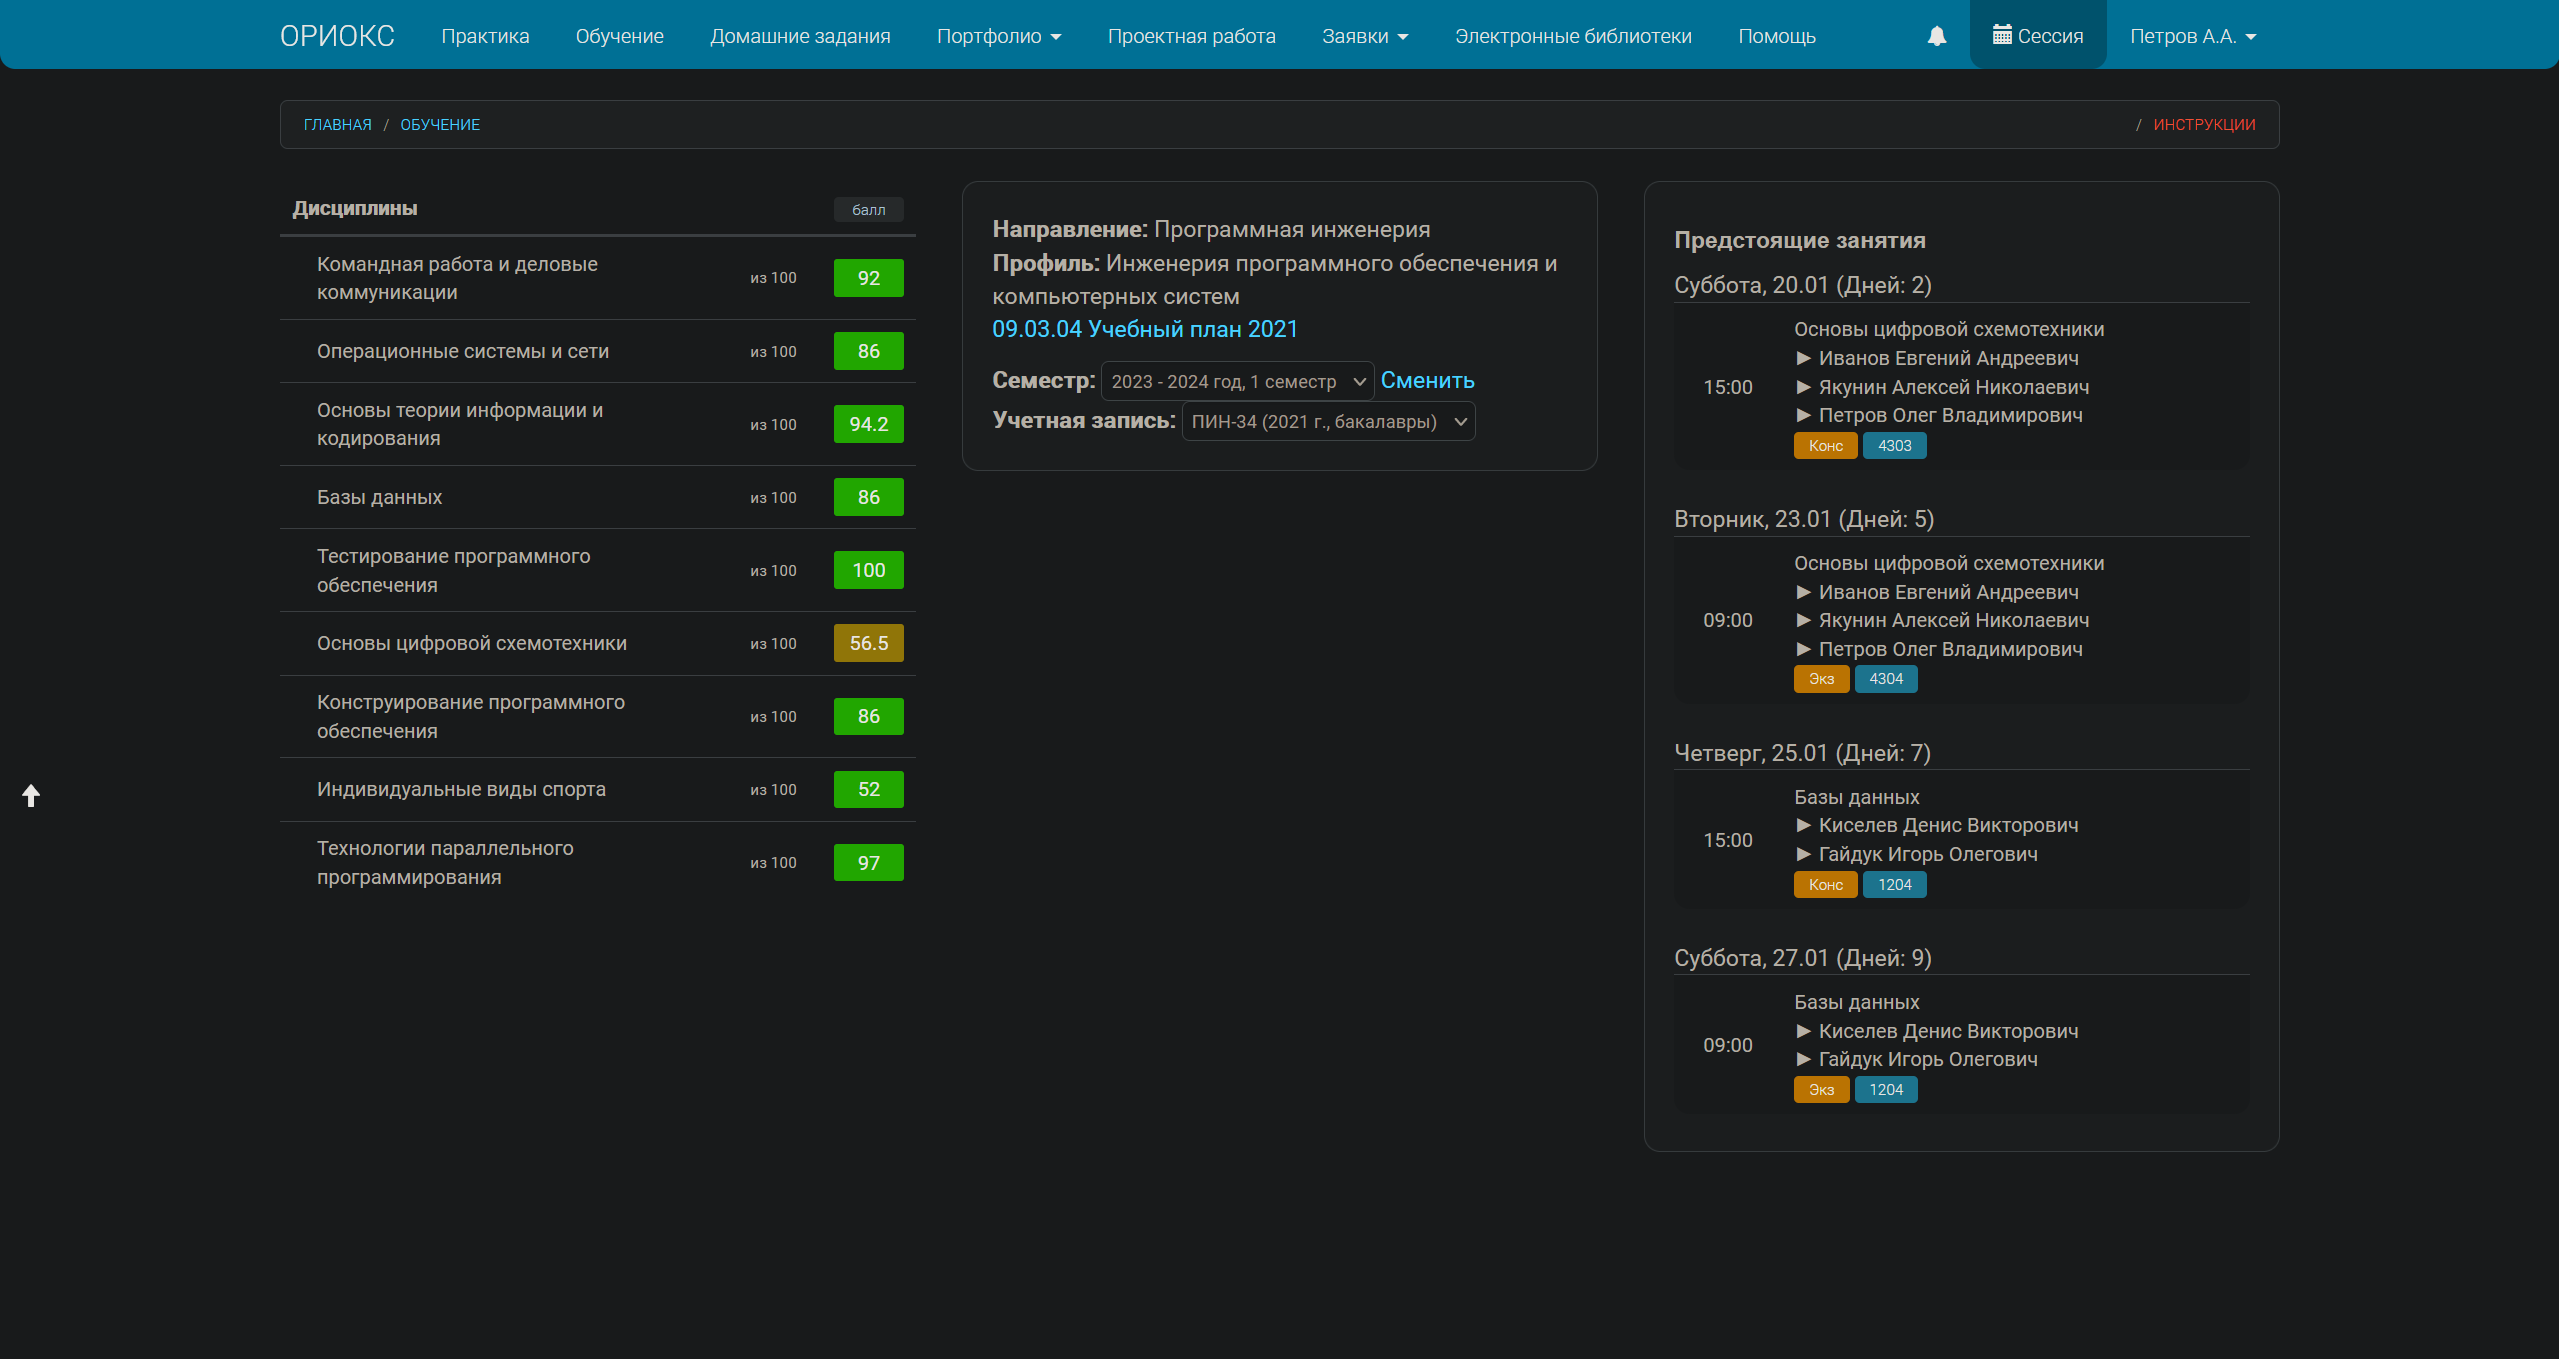 ОРИОКС Практика Обучение Домашние задания Портфолио Проектная работа Заявки Электронные библиотеки Помощь Сессия Петров А.А.
ГЛАВНАЯ / ОБУЧЕНИЕ / ИНСТРУКЦИИ
Дисциплины балл
Командная работа и деловые
коммуникации
из 100 92
Операционные системы и сети из 100 86
Основы теории информации и
кодирования
из 100 94.2
Базы данных из 100 86
Тестирование программного
обеспечения
из 100 100
Основы цифровой схемотехники из 100 56.5
Конструирование программного
обеспечения
из 100 86
Индивидуальные виды спорта из 100 52
Технологии параллельного
программирования
из 100 97
Направление: Программная инженерия
Профиль: Инженерия программного обеспечения и
компьютерных систем
09.03.04 Учебный план 2021
Семестр: 2023 - 2024 год, 1 семестр Сменить
Учетная запись: ПИН-34 (2021 г., бакалавры)
Предстоящие занятия
Суббота, 20.01 (Дней: 2)
15:00
Основы цифровой схемотехники
► Иванов Евгений Андреевич
► Якунин Алексей Николаевич
► Петров Олег Владимирович
Конс 4303
Вторник, 23.01 (Дней: 5)
09:00
Основы цифровой схемотехники
► Иванов Евгений Андреевич
► Якунин Алексей Николаевич
► Петров Олег Владимирович
Экз 4304
Четверг, 25.01 (Дней: 7)
15:00
Базы данных
► Киселев Денис Викторович
► Гайдук Игорь Олегович
Конс 1204
Суббота, 27.01 (Дней: 9)
09:00
Базы данных
► Киселев Денис Викторович
► Гайдук Игорь Олегович
Экз 1204